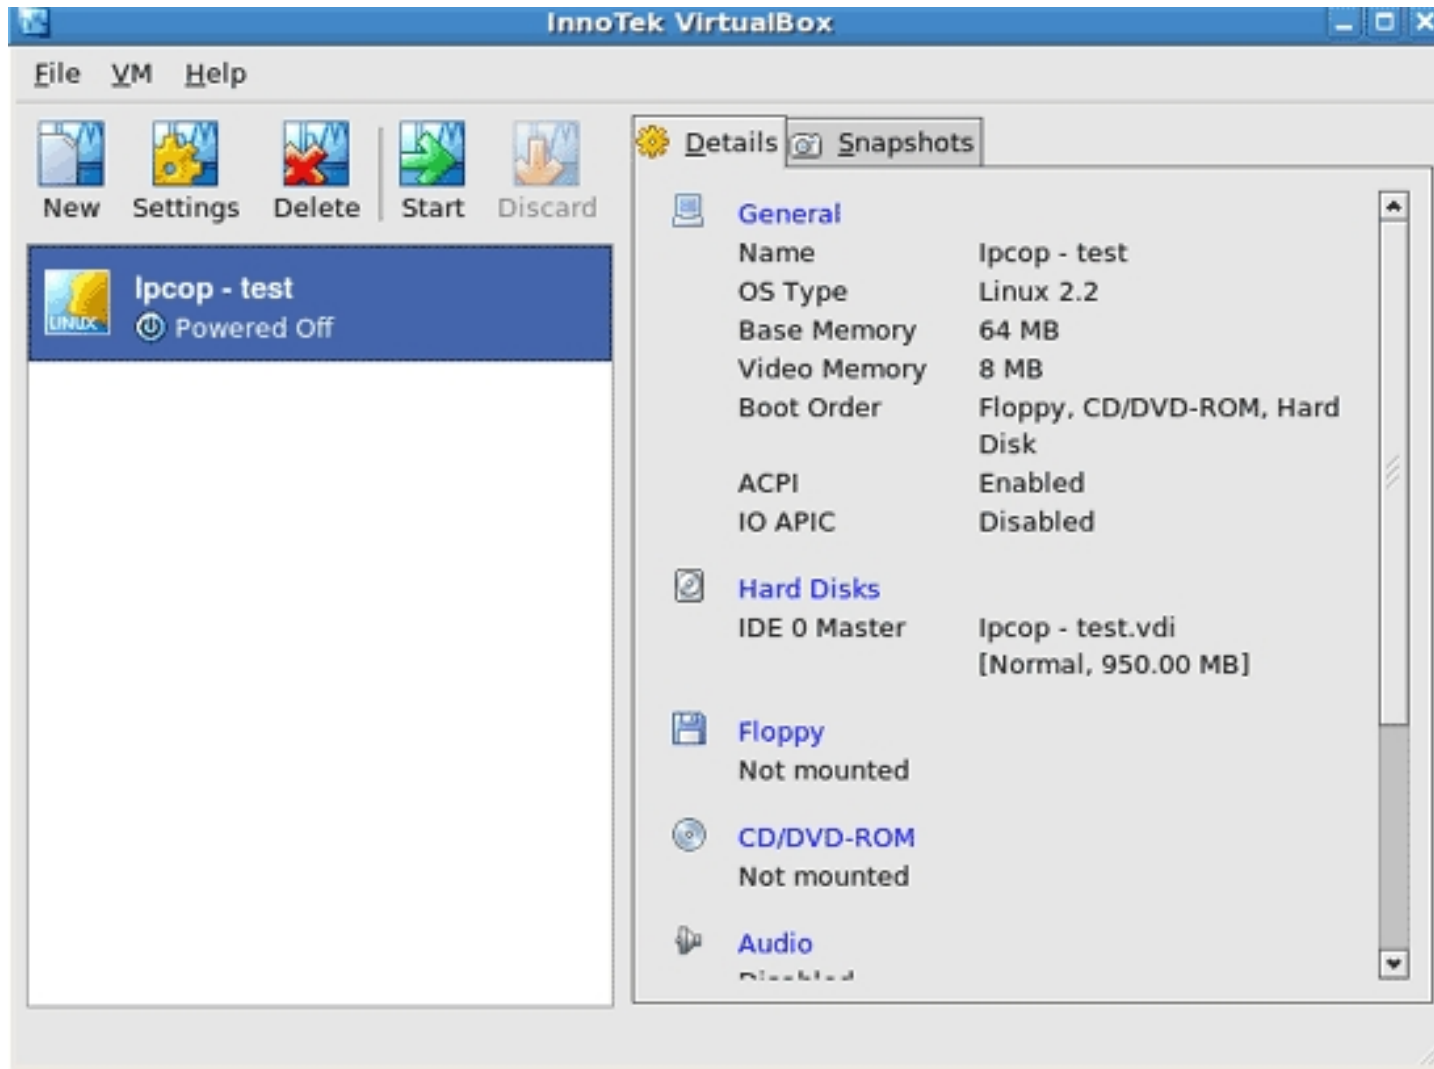 InnoTek VirtualBox
File VM Help
New Settings Delete Start Discard
Details Snapshots
LINUX
Ipcop - test
Powered Off
General
Name Ipcop - test
OS Type Linux 2.2
Base Memory 64 MB
Video Memory 8 MB
Boot Order Floppy, CD/DVD-ROM, Hard
Disk
ACPI Enabled
IO APIC Disabled
Hard Disks
IDE 0 Master Ipcop - test.vdi
[Normal, 950.00 MB]
Floppy
Not mounted
CD/DVD-ROM
Not mounted
Audio
Disabled